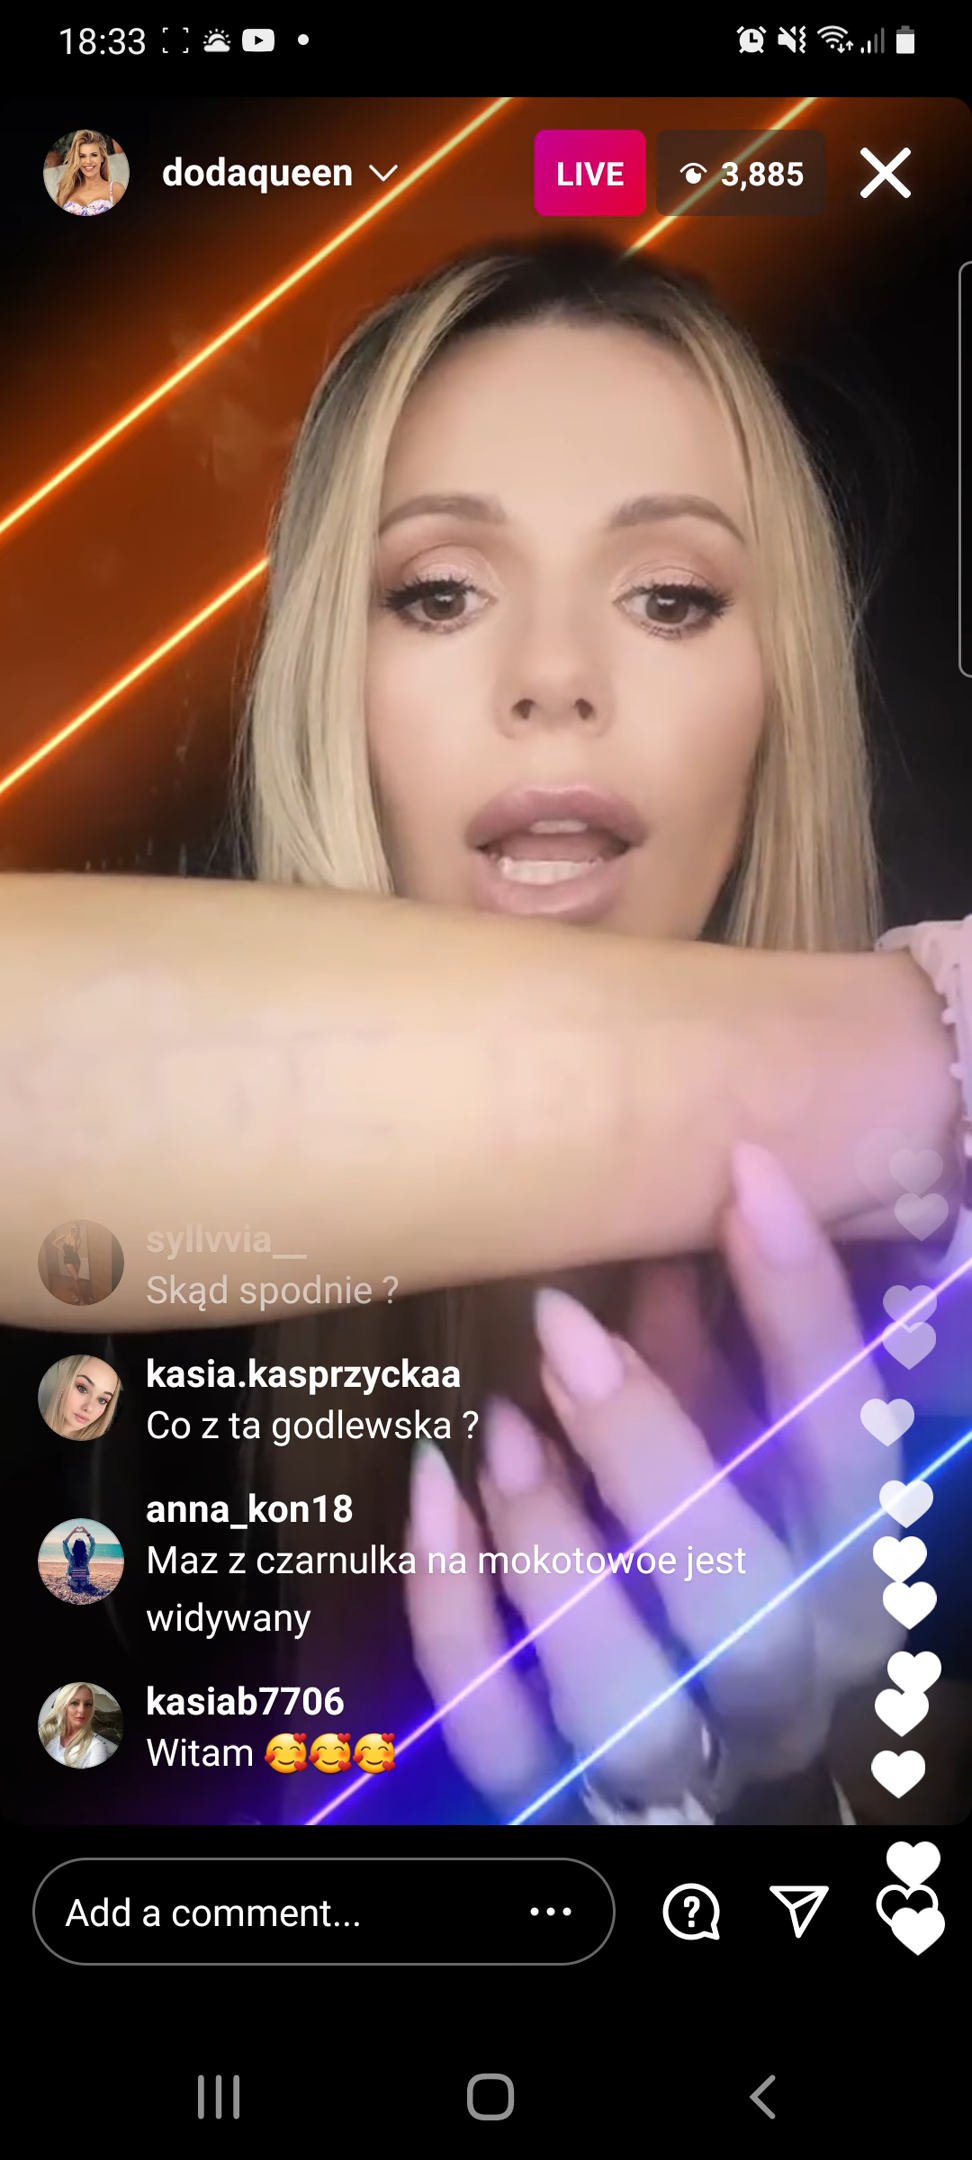 18:33
dodaqueen
LIVE
3,885
syllvvia__
Skąd spodnie ?
kasia.kasprzyckaa
Co z ta godlewska ?
anna_kon18
Maz z czarnulka na mokotowoe jest
widywany
kasiab7706
Witam 🥰🥰🥰
Add a comment...